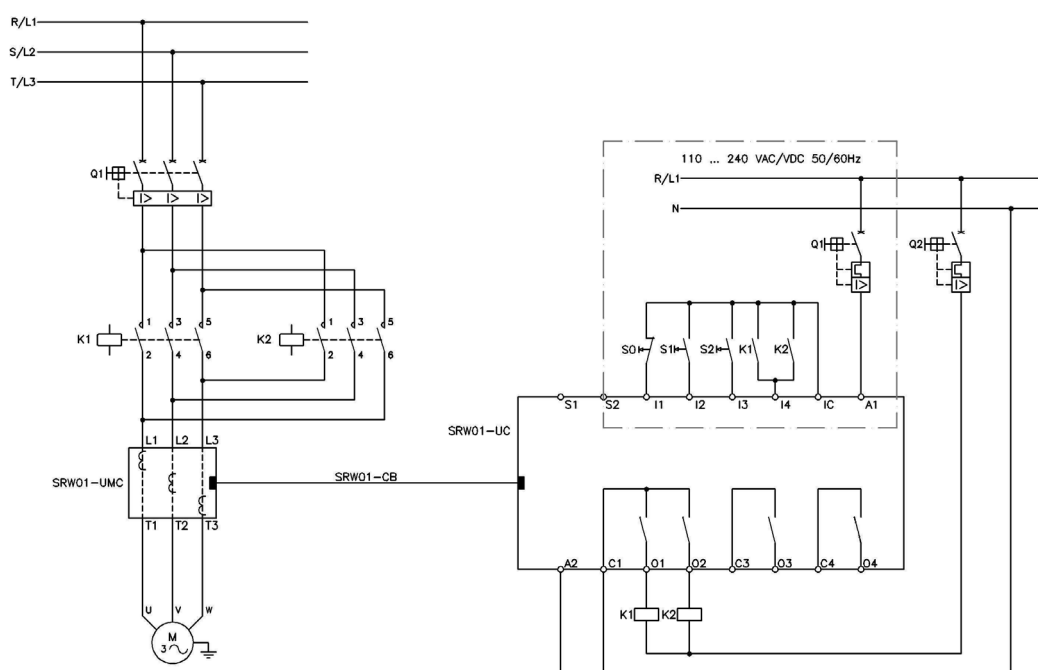 R/L1
S/L2
T/L3
110 ... 240 VAC/VDC 50/60Hz
R/L1
N
Q1
I> I> I>
Q1
I>
Q2
I>
K1
1 3 5
2 4 6
K2
1 3 5
2 4 6
S0 S1 S2 K1 K2
S1 S2 I1 I2 I3 I4 IC A1
SRW01-UC
L1 L2 L3
SRW01-UMC
SRW01-CB
T1 T2 T3
A2 C1 O1 O2 C3 O3 C4 O4
K1 K2
U V W
M
3